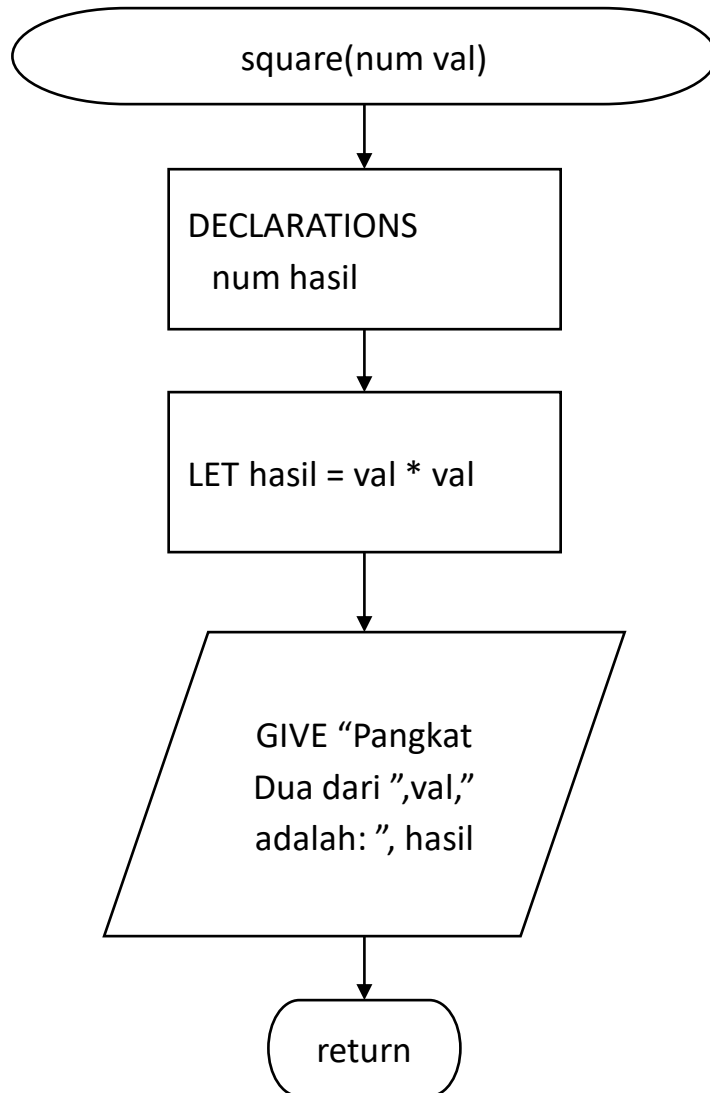 square(num val)
DECLARATIONS
num hasil
LET hasil = val * val
GIVE “Pangkat
Dua dari ”,val,”
adalah: ”, hasil
return